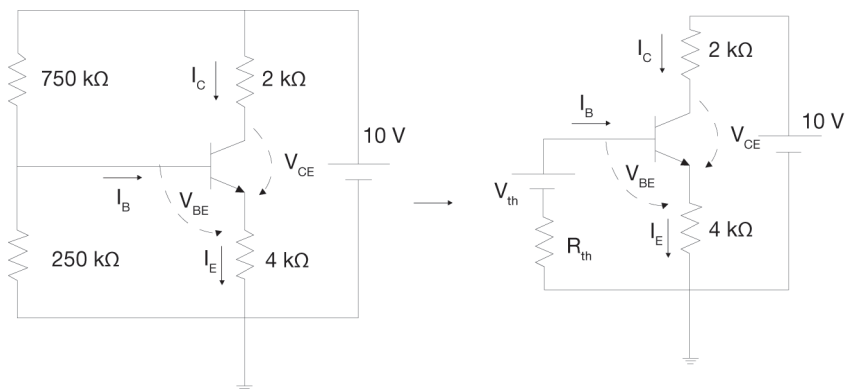 750 kΩ
I_C
2 kΩ
10 V
V_CE
I_B
V_BE
250 kΩ
I_E
4 kΩ
I_C
2 kΩ
I_B
10 V
V_CE
V_BE
V_th
I_E
4 kΩ
R_th